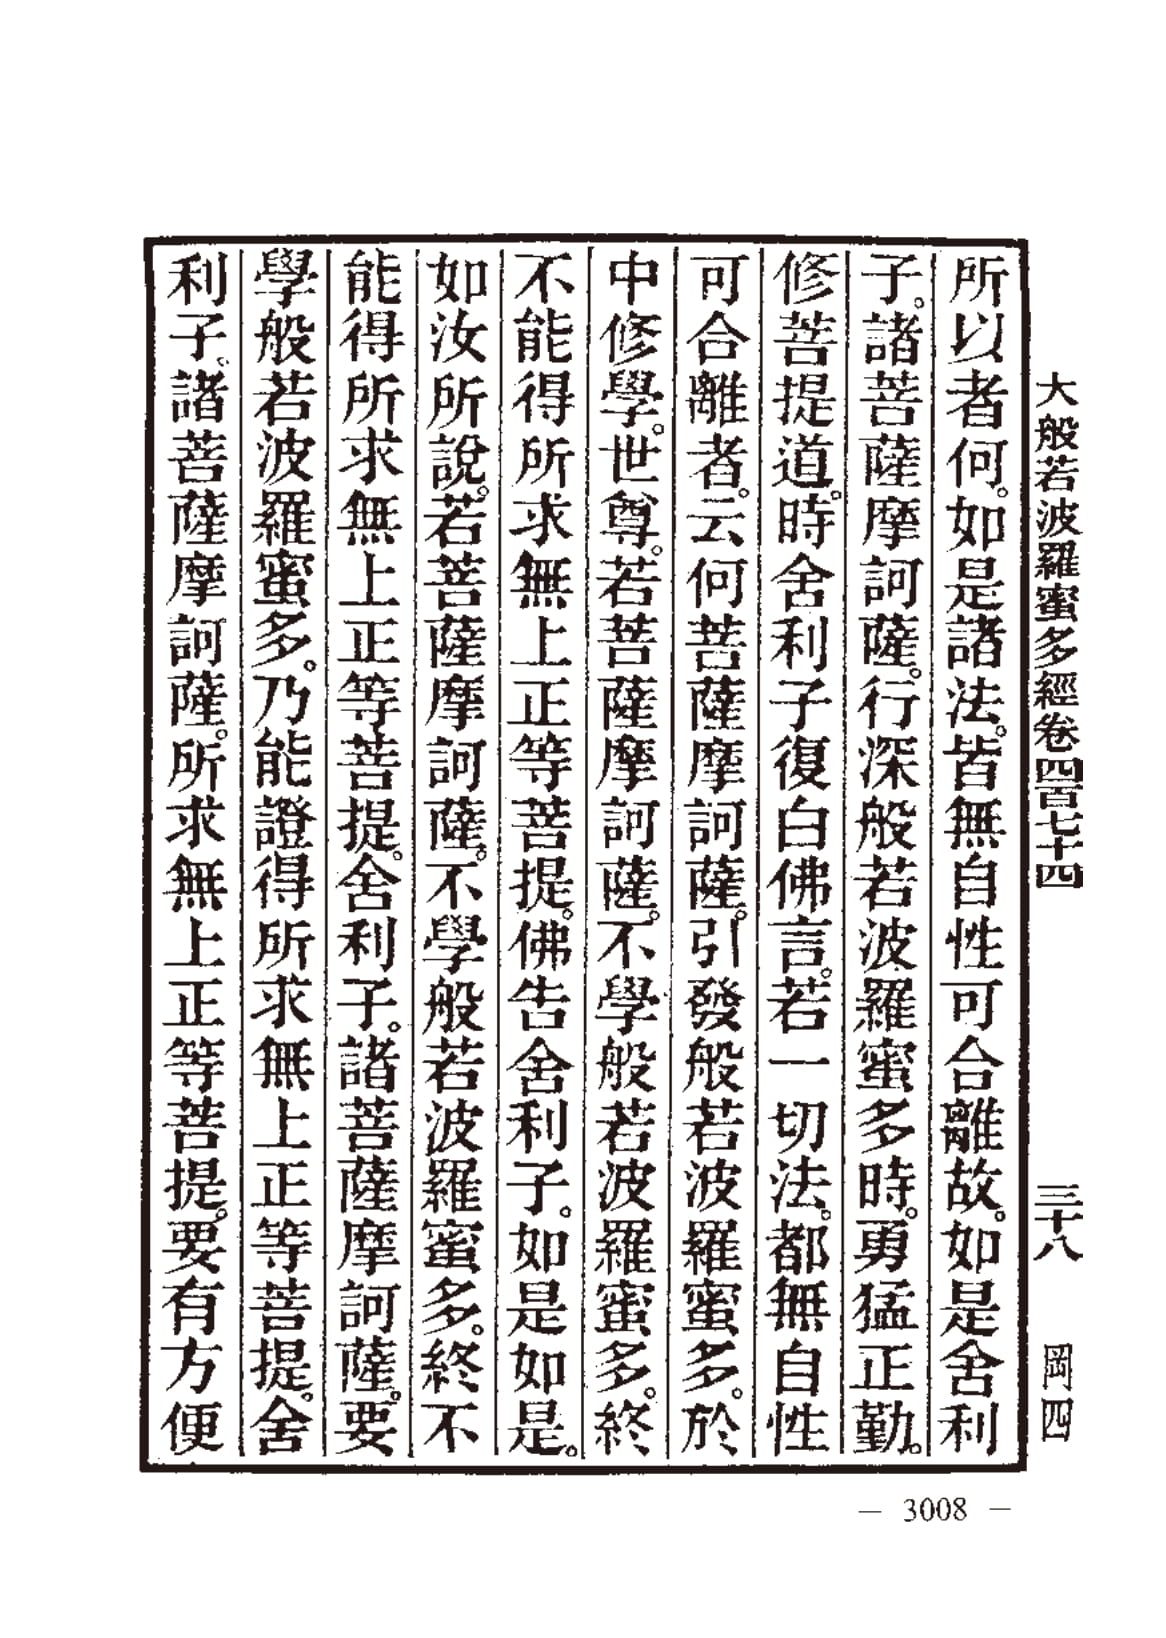 大般若波羅蜜多經卷四百七十四　三十八　岡四
所以者何。如是諸法。皆無自性可合離故。如是舍利
子。諸菩薩摩訶薩。行深般若波羅蜜多時。勇猛正勤。
修菩提道。時舍利子復白佛言。若一切法。都無自性
可合離者。云何菩薩摩訶薩。引發般若波羅蜜多。於
中修學。世尊。若菩薩摩訶薩。不學般若波羅蜜多。終
不能得所求無上正等菩提。佛告舍利子。如是如是。
如汝所說。若菩薩摩訶薩。不學般若波羅蜜多。終不
能得所求無上正等菩提。舍利子。諸菩薩摩訶薩。要
學般若波羅蜜多。乃能證得所求無上正等菩提。舍
利子。諸菩薩摩訶薩。所求無上正等菩提。要有方便
— 3008 —